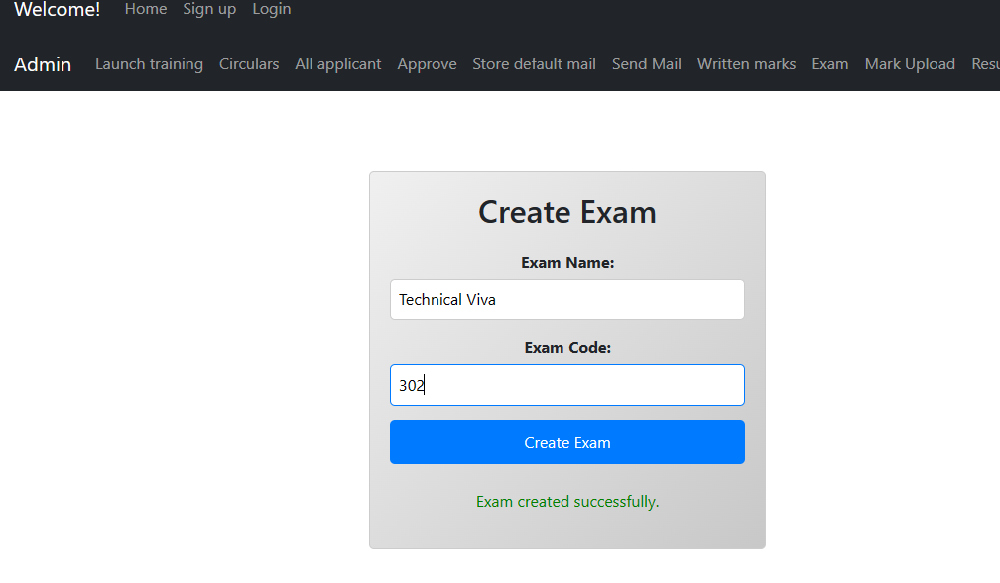 Welcome! Home Sign up Login
Admin Launch training Circulars All applicant Approve Store default mail Send Mail Written marks Exam Mark Upload
Create Exam
Exam Name:
Technical Viva
Exam Code:
302
Create Exam
Exam created successfully.